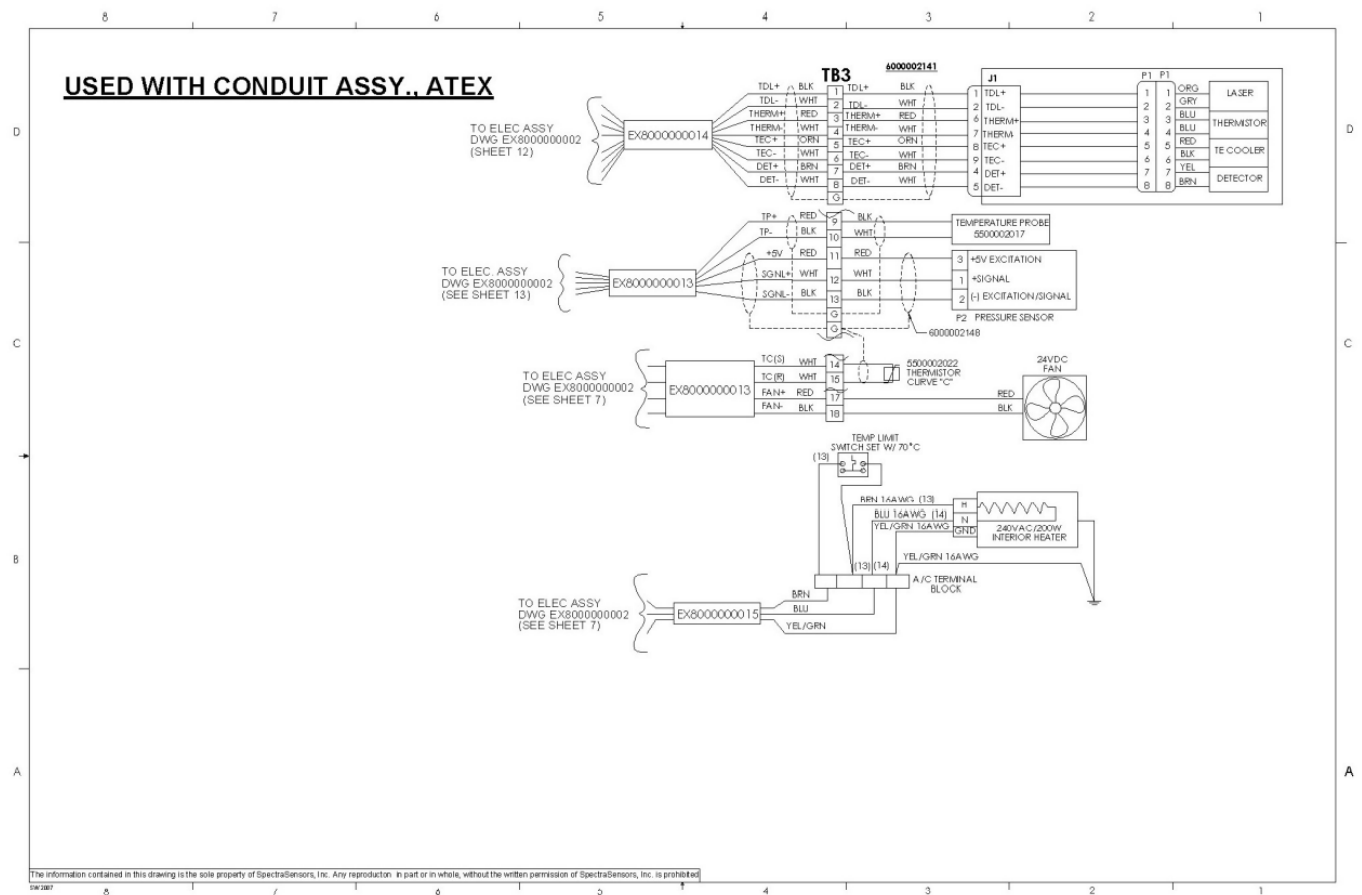 8 7 6 5 4 3 2 1
USED WITH CONDUIT ASSY., ATEX
D
D
TO ELEC ASSY
DWG EX8000000002
(SHEET 12)
EX8000000014
TB3
6000002141
TDL+ BLK 1 TDL+ BLK
TDL- WHT 2 TDL- WHT
THERM+ RED 3 THERM+ RED
THERM- WHT 4 THERM- WHT
TEC+ ORN 5 TEC+ ORN
TEC- WHT 6 TEC- WHT
DET+ BRN 7 DET+ BRN
DET- WHT 8 DET- WHT
G
J1
1 TDL+
2 TDL-
6 THERM+
7 THERM-
8 TEC+
9 TEC-
4 DET+
5 DET-
P1 P1
1 1 ORG
2 2 GRY
3 3 BLU
4 4 BLU
5 5 RED
6 6 BLK
7 7 YEL
8 8 BRN
LASER
THERMISTOR
TE COOLER
DETECTOR
TO ELEC. ASSY
DWG EX8000000002
(SEE SHEET 13)
EX8000000013
TP+ RED 9 BLK
TP- BLK 10 WHT
+5V RED 11 RED
SGNL+ WHT 12 WHT
SGNL- BLK 13 BLK
G
G
TEMPERATURE PROBE
5500002017
3 +5V EXCITATION
1 +SIGNAL
2 (-) EXCITATION/SIGNAL
P2 PRESSURE SENSOR
6000002148
C
C
TO ELEC ASSY
DWG EX8000000002
(SEE SHEET 7)
EX8000000013
TC(S) WHT 14
TC(R) WHT 15
FAN+ RED 17
FAN- BLK 18
5500002022
THERMISTOR
CURVE "C"
RED
BLK
24VDC
FAN
TEMP LIMIT
SWITCH SET W/ 70°C
(13)
BRN 16AWG (13)
BLU 16AWG (14)
YEL/GRN 16AWG
H
N
GND
240VAC/200W
INTERIOR HEATER
YEL/GRN 16AWG
(13) (14)
A/C TERMINAL
BLOCK
B
B
TO ELEC ASSY
DWG EX8000000002
(SEE SHEET 7)
EX8000000015
BRN
BLU
YEL/GRN
A
A
The information contained in this drawing is the sole property of SpectraSensors, Inc. Any reproducton in part or in whole, without the written permission of SpectraSensors, Inc. is prohibited
SW2007
8 7 6 5 4 3 2 1